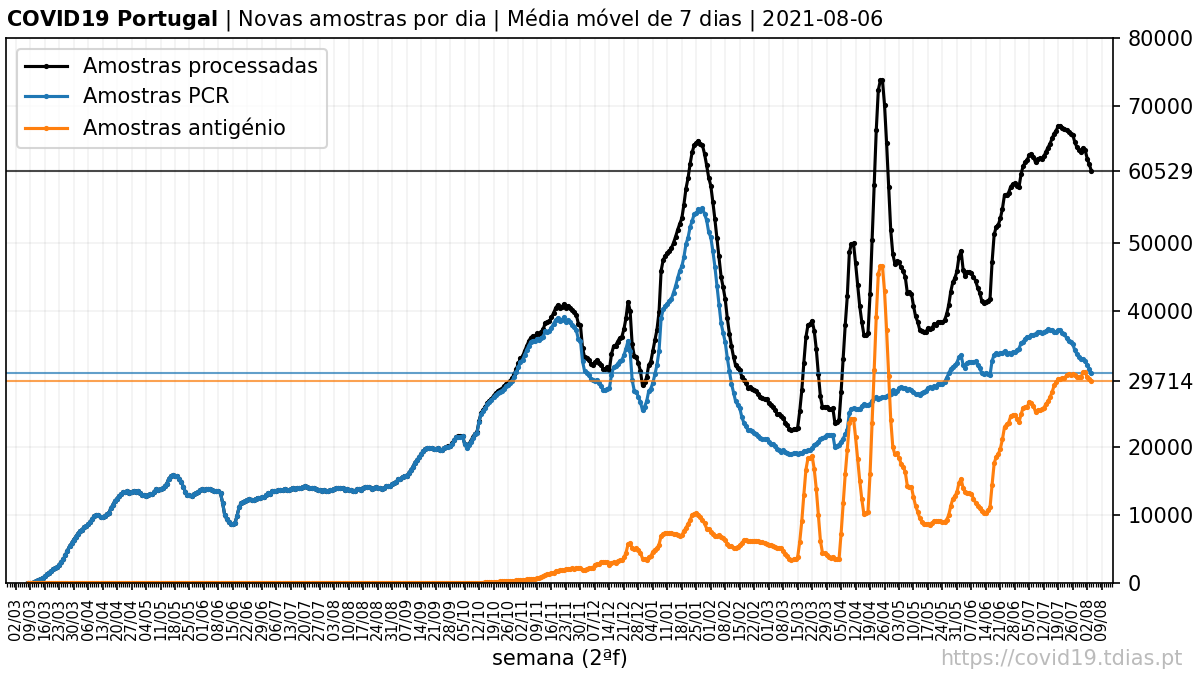 COVID19 Portugal | Novas amostras por dia | Média móvel de 7 dias | 2021-08-06
Amostras processadas
Amostras PCR
Amostras antigénio
80000
70000
60529
50000
40000
29714
20000
10000
0
02/03 09/03 16/03 23/03 30/03 06/04 13/04 20/04 27/04 04/05 11/05 18/05 25/05 01/06 08/06 15/06 22/06 29/06 06/07 13/07 20/07 27/07 03/08 10/08 17/08 24/08 31/08 07/09 14/09 21/09 28/09 05/10 12/10 19/10 26/10 02/11 09/11 16/11 23/11 30/11 07/12 14/12 21/12 28/12 04/01 11/01 18/01 25/01 01/02 08/02 15/02 22/02 01/03 08/03 15/03 22/03 29/03 05/04 12/04 19/04 26/04 03/05 10/05 17/05 24/05 31/05 07/06 14/06 21/06 28/06 05/07 12/07 19/07 26/07 02/08 09/08
semana (2ªf)
https://covid19.tdias.pt